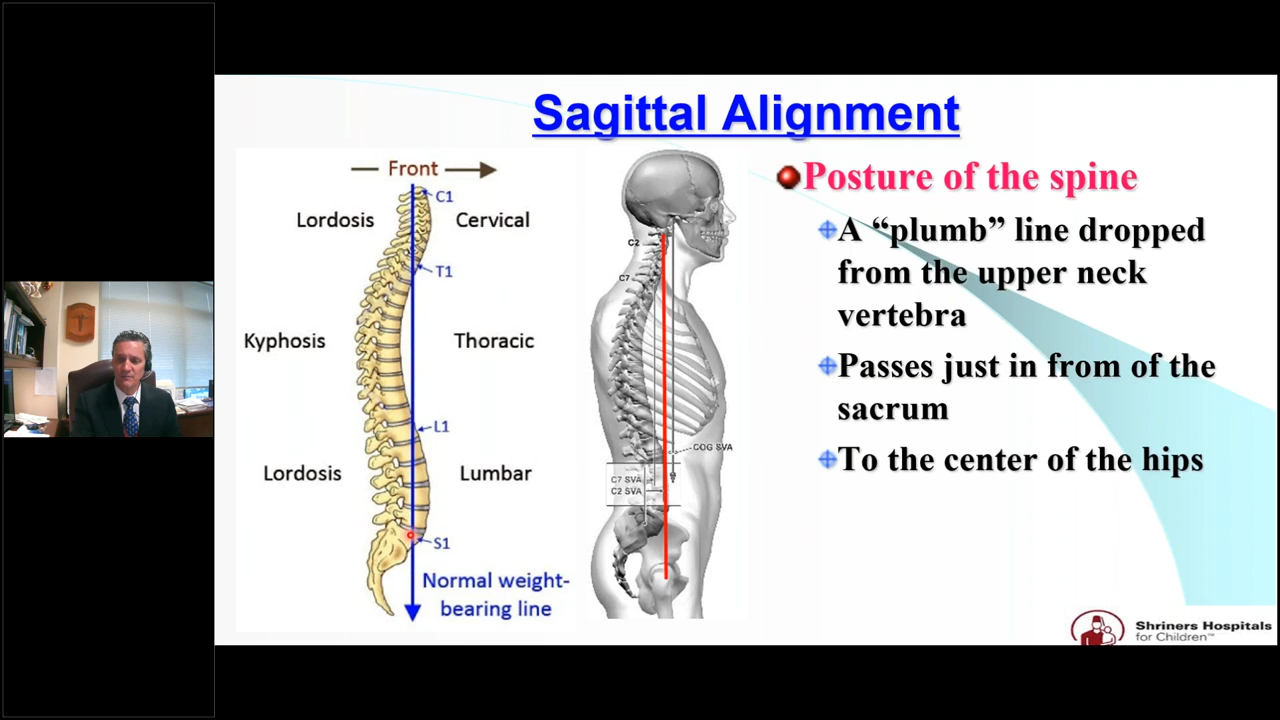 Sagittal Alignment
Front
C1
Lordosis
Cervical
T1
Kyphosis
Thoracic
L1
Lordosis
Lumbar
S1
Normal weight-
bearing line
C2
C7
COG SVA
C7 SVA
C2 SVA
Posture of the spine
A “plumb” line dropped
from the upper neck
vertebra
Passes just in from of the
sacrum
To the center of the hips
Shriners Hospitals
for Children™